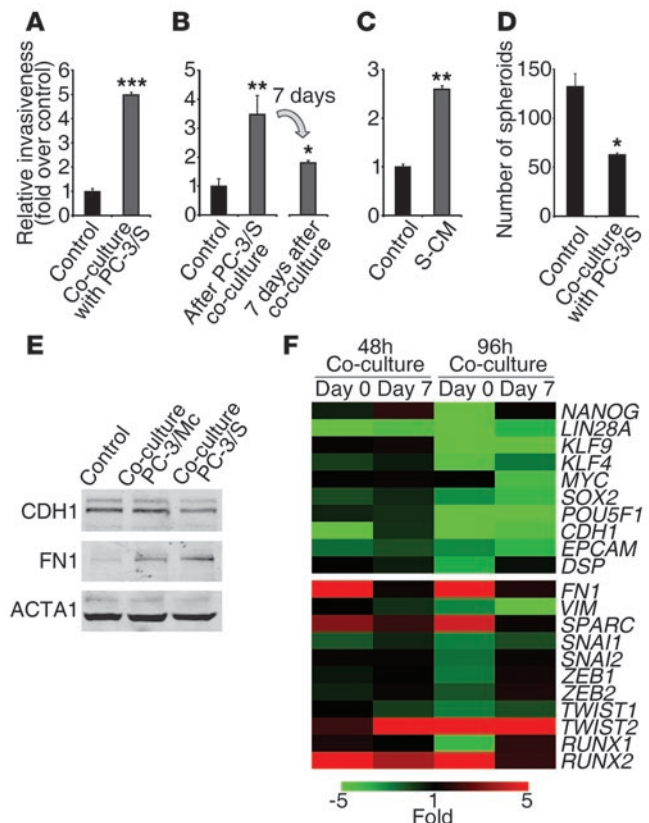 A
B
C
D
Relative invasiveness
(fold over control)
6
5
4
3
2
1
0
***
Control
Co-culture
with PC-3/S
6
5
4
3
2
1
0
**
7 days
*
Control
After PC-3/S
co-culture
7 days after
co-culture
3
2
1
0
**
Control
S-CM
Number of spheroids
150
100
50
0
*
Control
Co-culture
with PC-3/S
E
Control
Co-culture
PC-3/Mc
Co-culture
PC-3/S
CDH1
FN1
ACTA1
F
48h
Co-culture
96h
Co-culture
Day 0 Day 7 Day 0 Day 7
NANOG
LIN28A
KLF9
KLF4
MYC
SOX2
POU5F1
CDH1
EPCAM
DSP
FN1
VIM
SPARC
SNAI1
SNAI2
ZEB1
ZEB2
TWIST1
TWIST2
RUNX1
RUNX2
-5 1 5
Fold